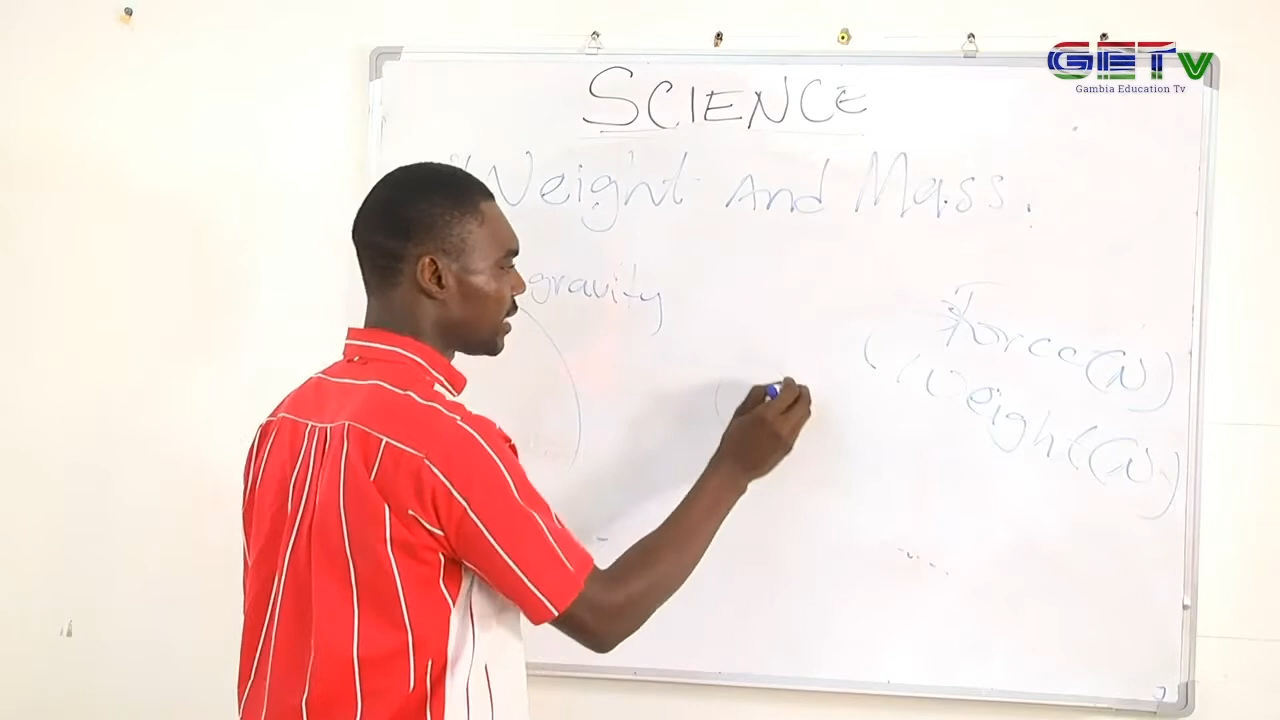 GETV
Gambia Education Tv
SCIENCE
"Weight And Mass.
gravity
Force(N)
Weight(N)